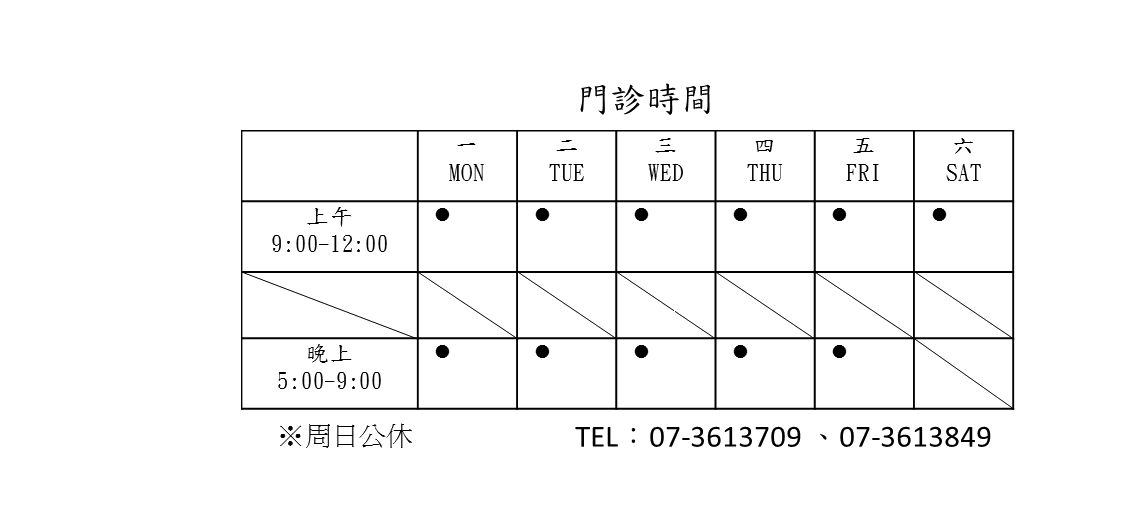 門診時間
一 二 三 四 五 六
MON TUE WED THU FRI SAT
上午 ● ● ● ● ● ●
9:00-12:00
晚上 ● ● ● ● ●
5:00-9:00
※周日公休 TEL：07-3613709 、07-3613849